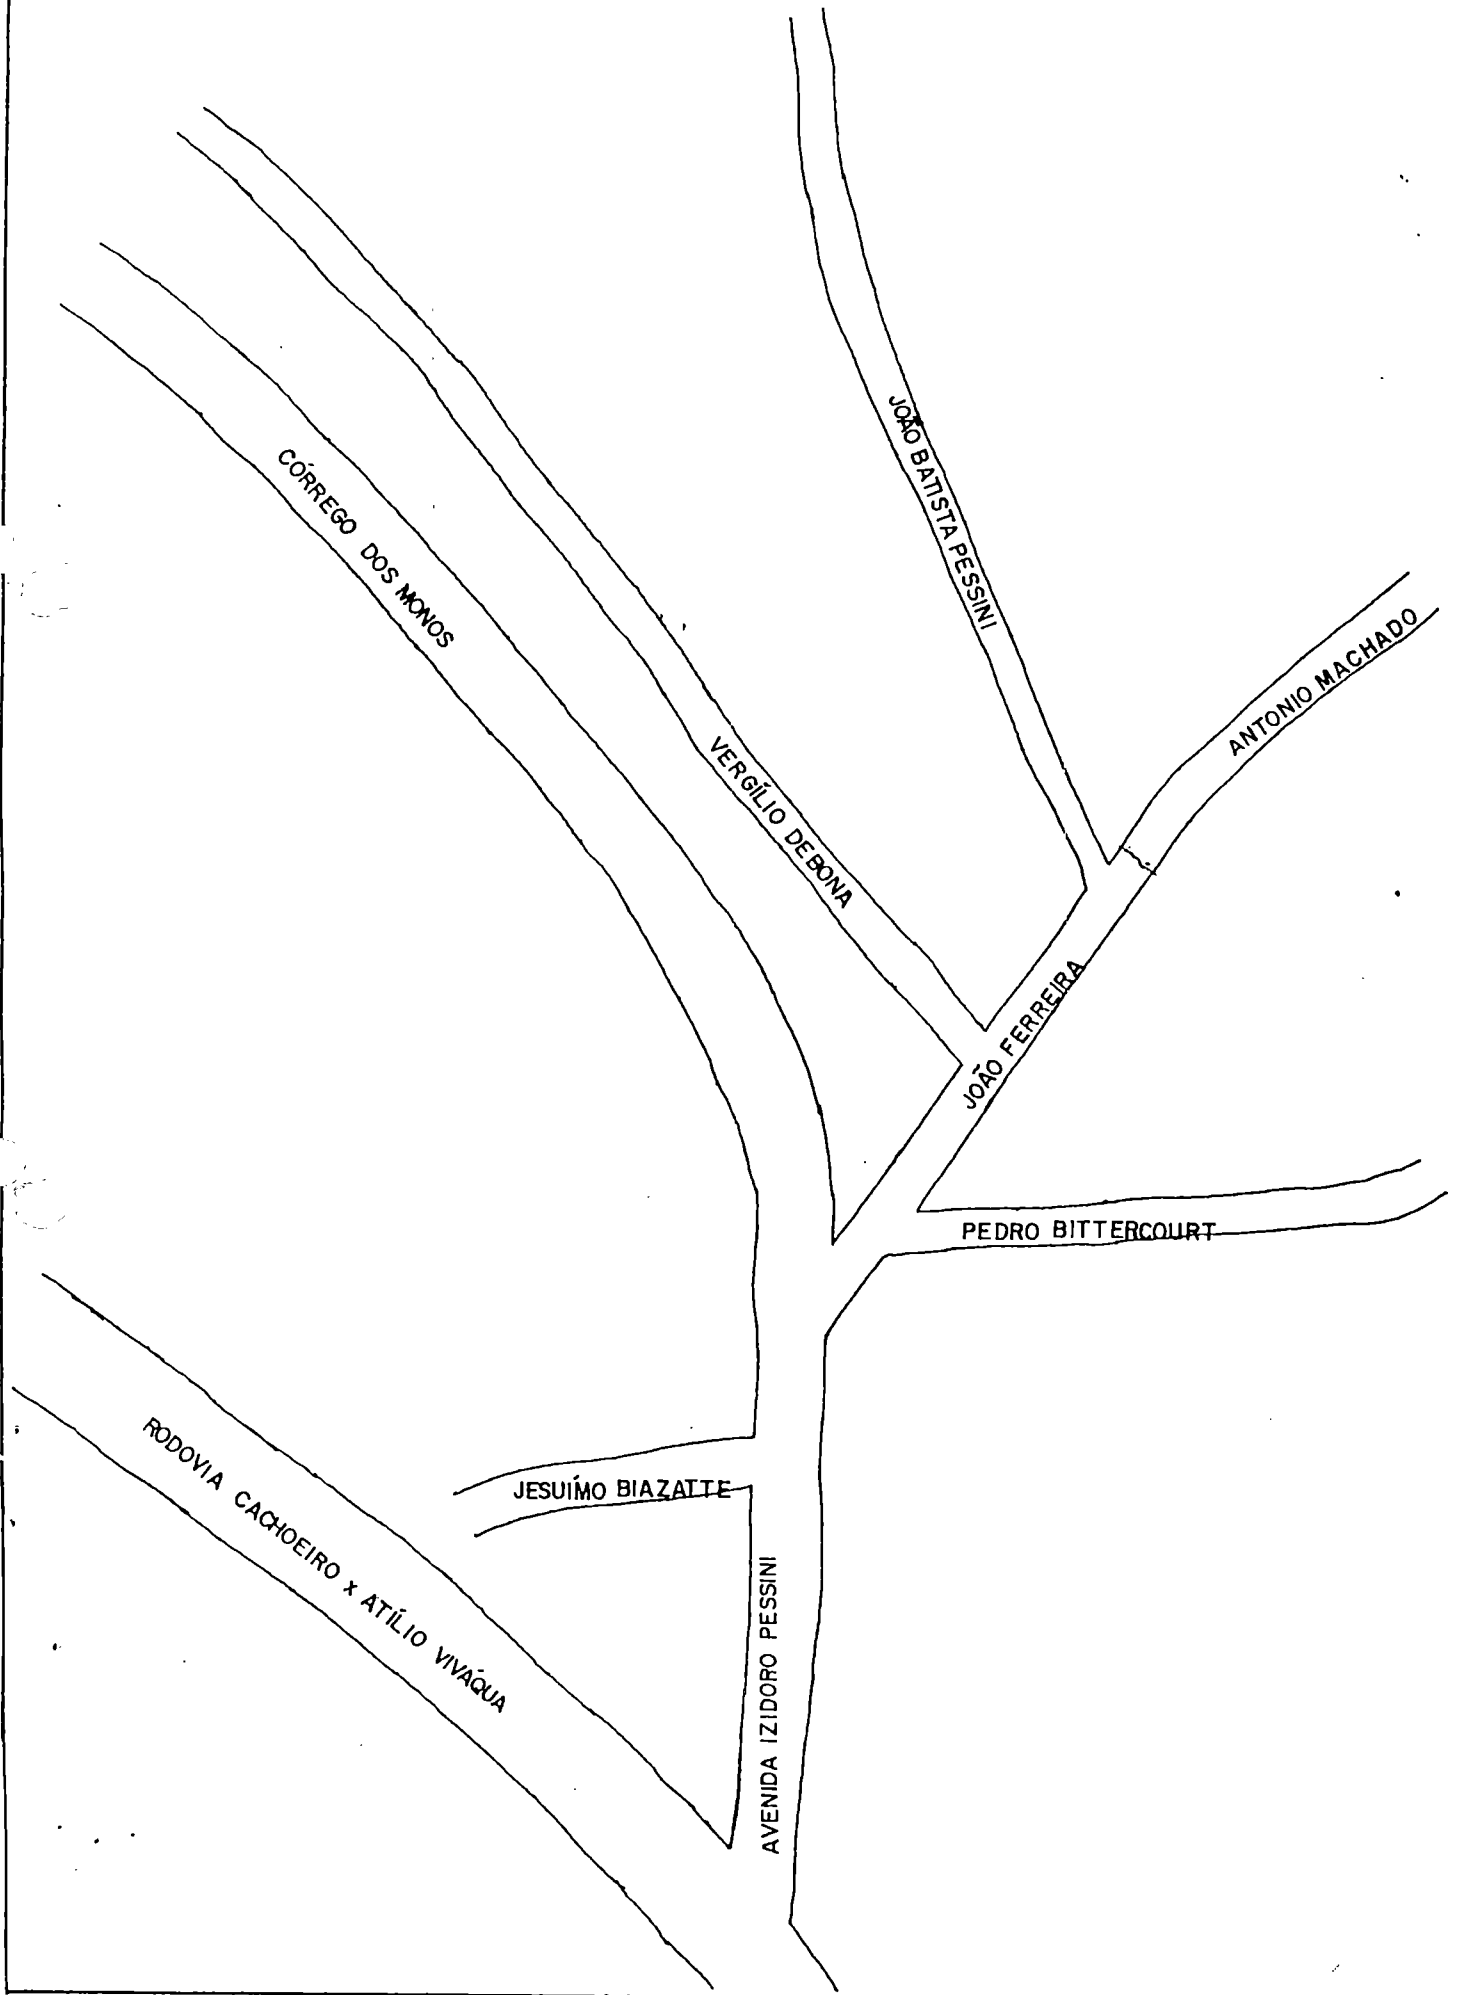 JOÃO BATISTA PESSINI
CÓRREGO DOS MONOS
ANTONIO MACHADO
VERGÍLIO DEBONA
JOÃO FERREIRA
PEDRO BITTERCOURT
RODOVIA CACHOEIRO x ATÍLIO VIVÁQUA
JESUÍMO BIAZATTE
AVENIDA IZIDORO PESSINI